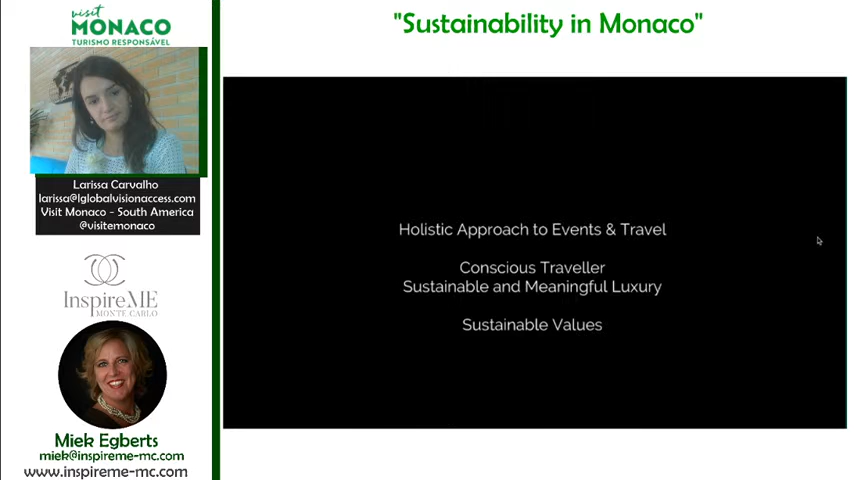 visit
MONACO
TURISMO RESPONSÁVEL
Larissa Carvalho
larissa@lglobalvisionaccess.com
Visit Monaco - South America
@visitemonaco
InspireME
MONTE CARLO
Miek Egberts
miek@inspireme-mc.com
www.inspireme-mc.com
"Sustainability in Monaco"
Holistic Approach to Events & Travel
Conscious Traveller
Sustainable and Meaningful Luxury
Sustainable Values